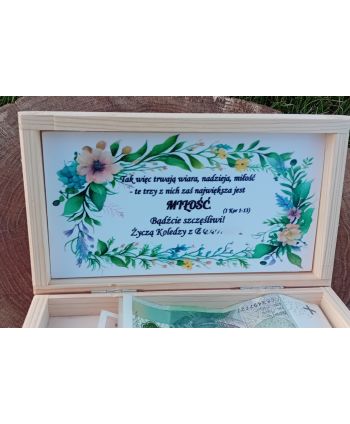 Tak więc trwają wiara, nadzieja, miłość
- te trzy z nich zaś największa jest
MIŁOŚĆ.
(1 Kor 1-13)
Bądźcie szczęśliwi!
Życzą Koledzy z